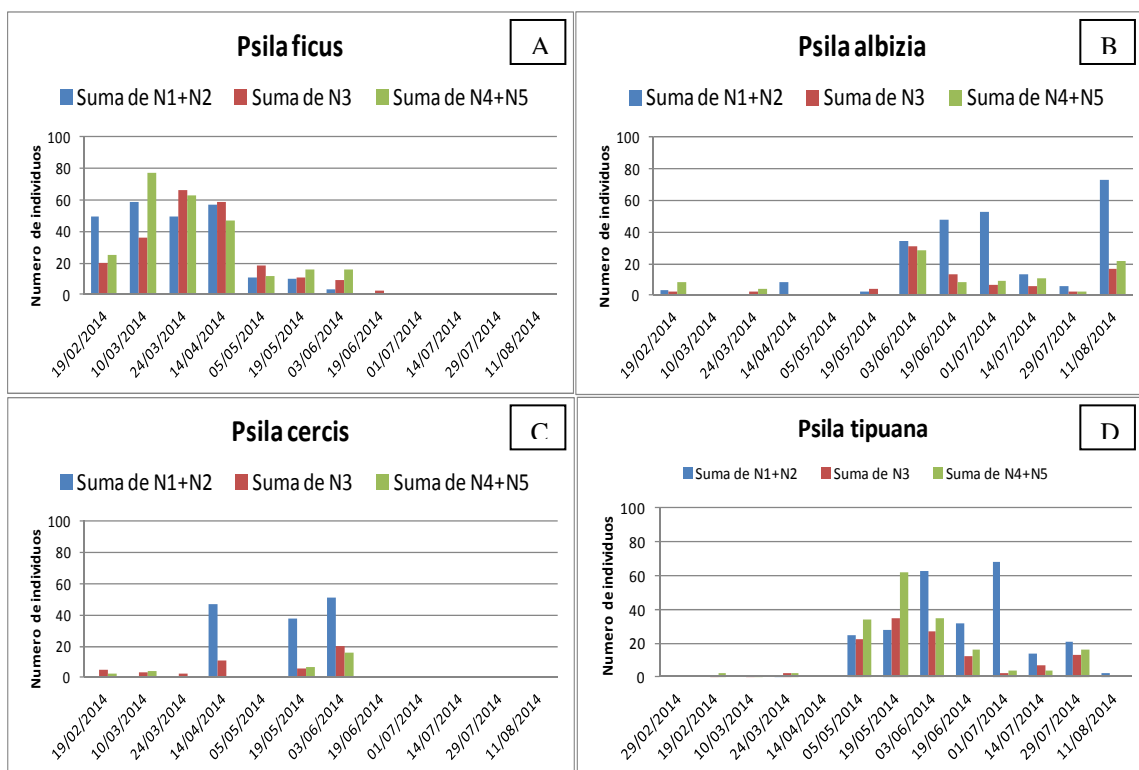 Psila ficus
A
Suma de N1+N2 Suma de N3 Suma de N4+N5
Numero de individuos
100
80
60
40
20
0
19/02/2014 10/03/2014 24/03/2014 14/04/2014 05/05/2014 19/05/2014 03/06/2014 19/06/2014 01/07/2014 14/07/2014 29/07/2014 11/08/2014
Psila albizia
B
Suma de N1+N2 Suma de N3 Suma de N4+N5
Numero de individuos
100
80
60
40
20
0
19/02/2014 10/03/2014 24/03/2014 14/04/2014 05/05/2014 19/05/2014 03/06/2014 19/06/2014 01/07/2014 14/07/2014 29/07/2014 11/08/2014
Psila cercis
C
Suma de N1+N2 Suma de N3 Suma de N4+N5
Numero de individuos
100
80
60
40
20
0
19/02/2014 10/03/2014 24/03/2014 14/04/2014 05/05/2014 19/05/2014 03/06/2014 19/06/2014 01/07/2014 14/07/2014 29/07/2014 11/08/2014
Psila tipuana
D
Suma de N1+N2 Suma de N3 Suma de N4+N5
Numero de individuos
100
80
60
40
20
0
29/02/2014 19/02/2014 10/03/2014 24/03/2014 14/04/2014 05/05/2014 19/05/2014 03/06/2014 19/06/2014 01/07/2014 14/07/2014 29/07/2014 11/08/2014